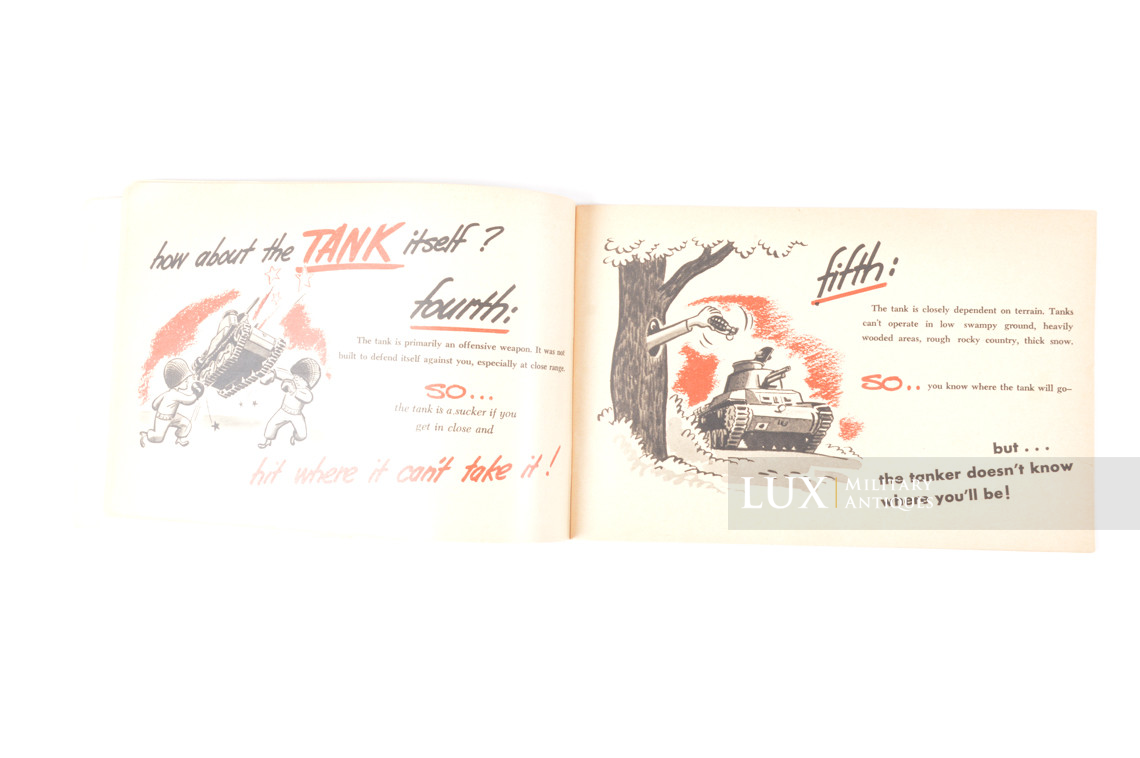 how about the TANK itself ?
fourth:
The tank is primarily an offensive weapon. It was not
built to defend itself against you, especially at close range.
SO...
the tank is a sucker if you
get in close and
hit where it can't take it !
fifth:
The tank is closely dependent on terrain. Tanks
can't operate in low swampy ground, heavily
wooded areas, rough rocky country, thick snow.
SO.. you know where the tank will go–
but . . .
the tanker doesn't know
where you'll be!
LUX MILITARY
ANTIQUES